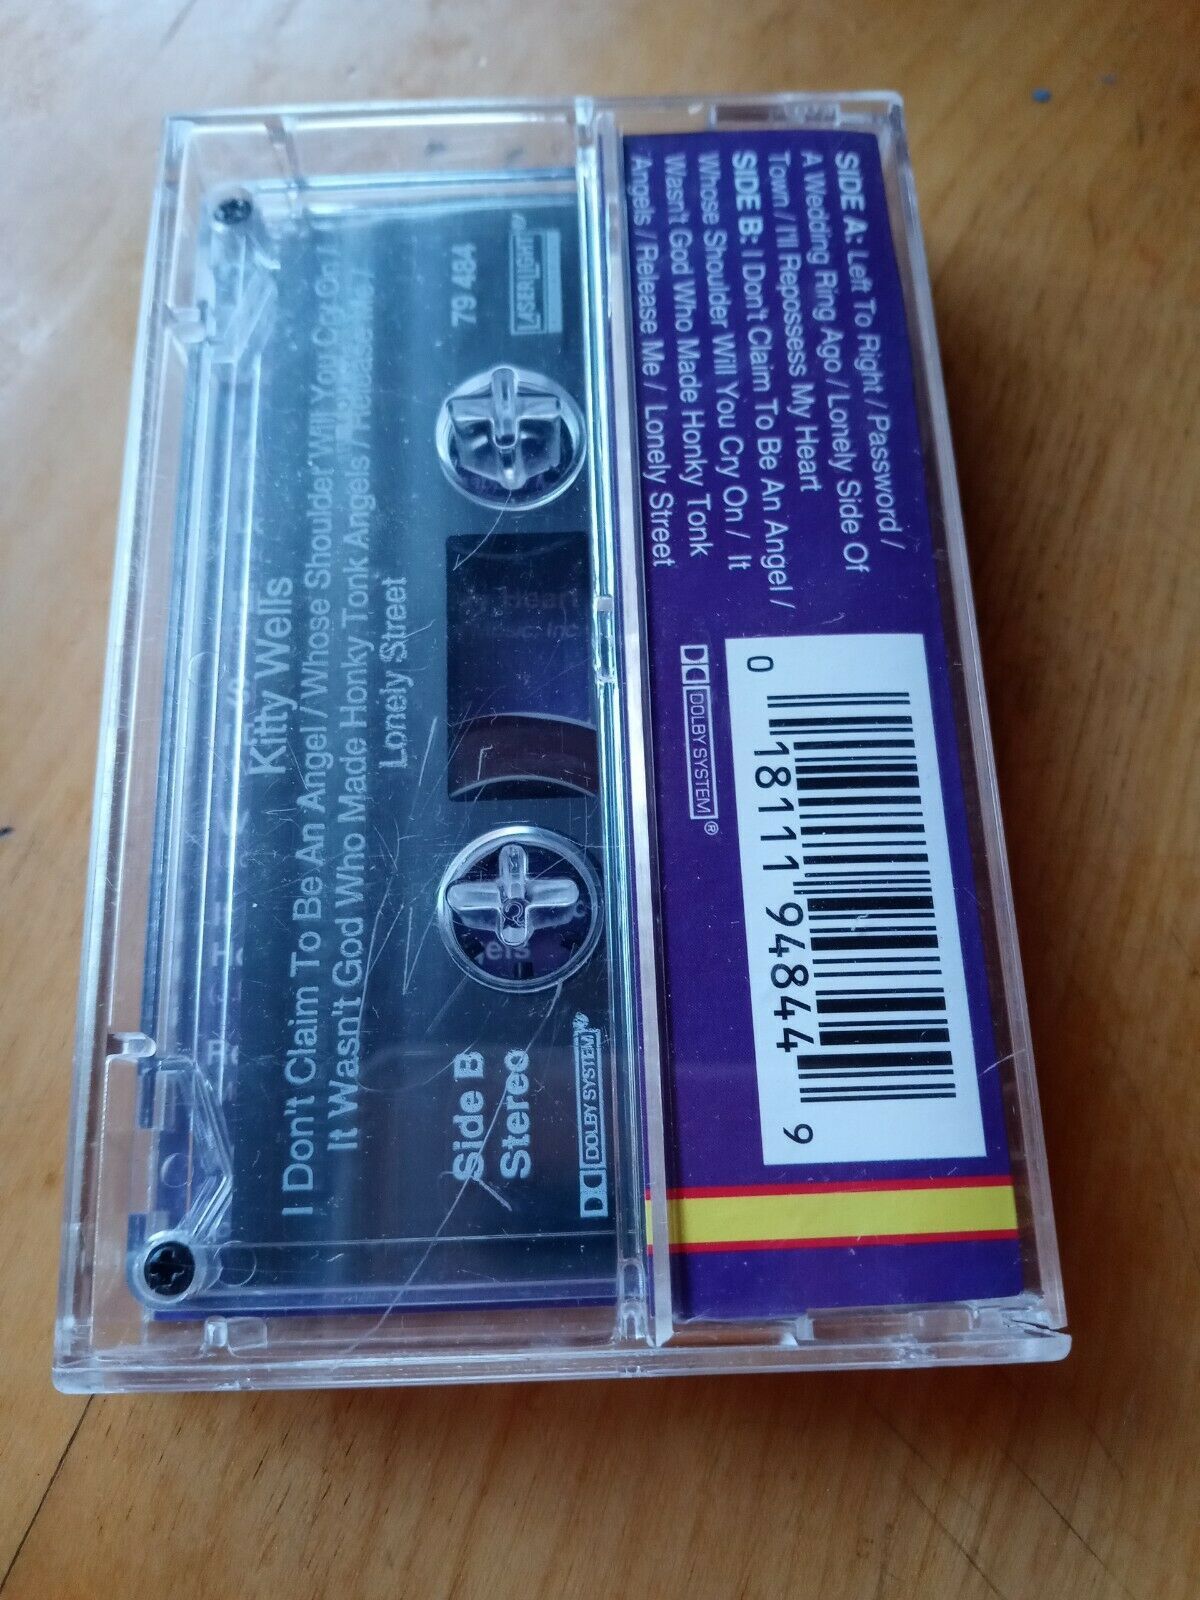 SIDE A: Left To Right / Password /
A Wedding Ring Ago / Lonely Side Of
Town / I'll Repossess My Heart
SIDE B: I Don't Claim To Be An Angel /
Whose Shoulder Will You Cry On / It
Wasn't God Who Made Honky Tonk
Angels / Release Me / Lonely Street
DOLBY SYSTEM ®
0 18111 94844 9
Kitty Wells
I Don't Claim To Be An Angel / Whose Shoulder Will You Cry On /
It Wasn't God Who Made Honky Tonk Angels / Release Me /
Lonely Street
79 484
LASERLIGHT
Side B
Stereo
DOLBY SYSTEM
Heart
Inc